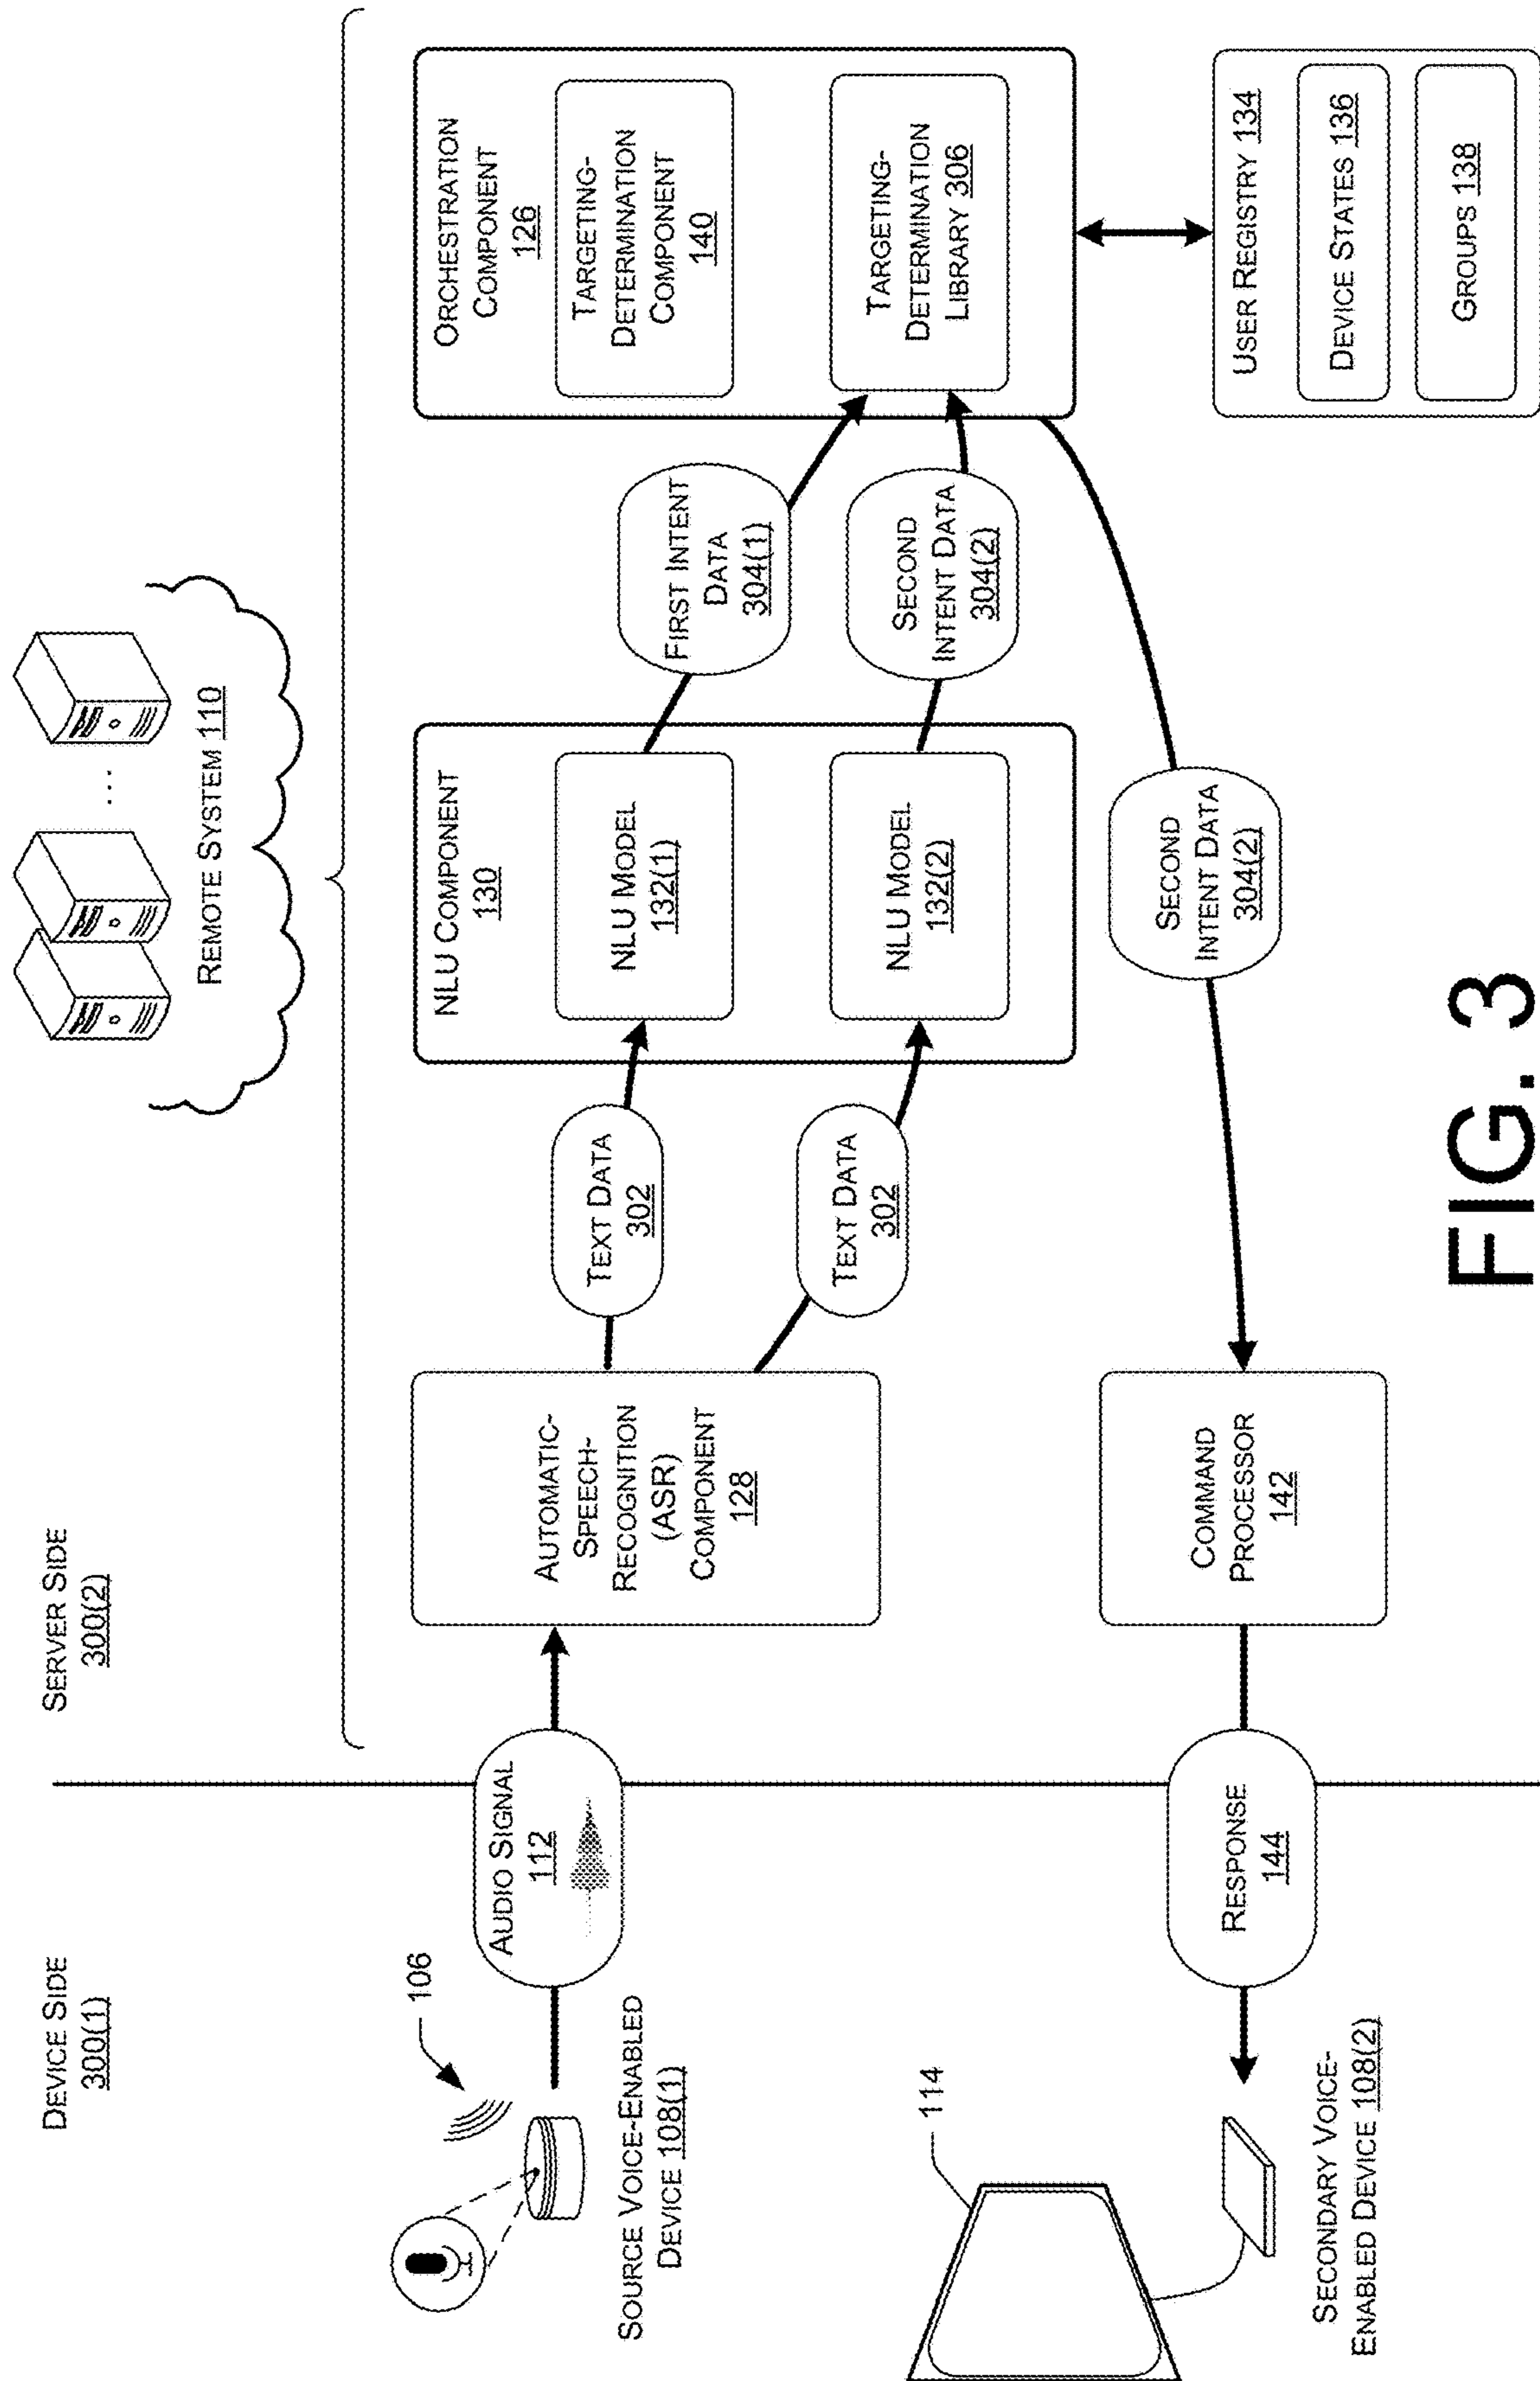 DEVICE SIDE
300(1)
SERVER SIDE
300(2)
REMOTE SYSTEM 110
...
106
SOURCE VOICE-ENABLED
DEVICE 108(1)
AUDIO SIGNAL
112
AUTOMATIC-
SPEECH-
RECOGNITION
(ASR)
COMPONENT
128
TEXT DATA
302
TEXT DATA
302
NLU COMPONENT
130
NLU MODEL
132(1)
NLU MODEL
132(2)
FIRST INTENT
DATA
304(1)
SECOND
INTENT DATA
304(2)
ORCHESTRATION
COMPONENT
126
TARGETING-
DETERMINATION
COMPONENT
140
TARGETING-
DETERMINATION
LIBRARY 306
114
SECONDARY VOICE-
ENABLED DEVICE 108(2)
RESPONSE
144
COMMAND
PROCESSOR
142
SECOND
INTENT DATA
304(2)
USER REGISTRY 134
DEVICE STATES 136
GROUPS 138
FIG. 3